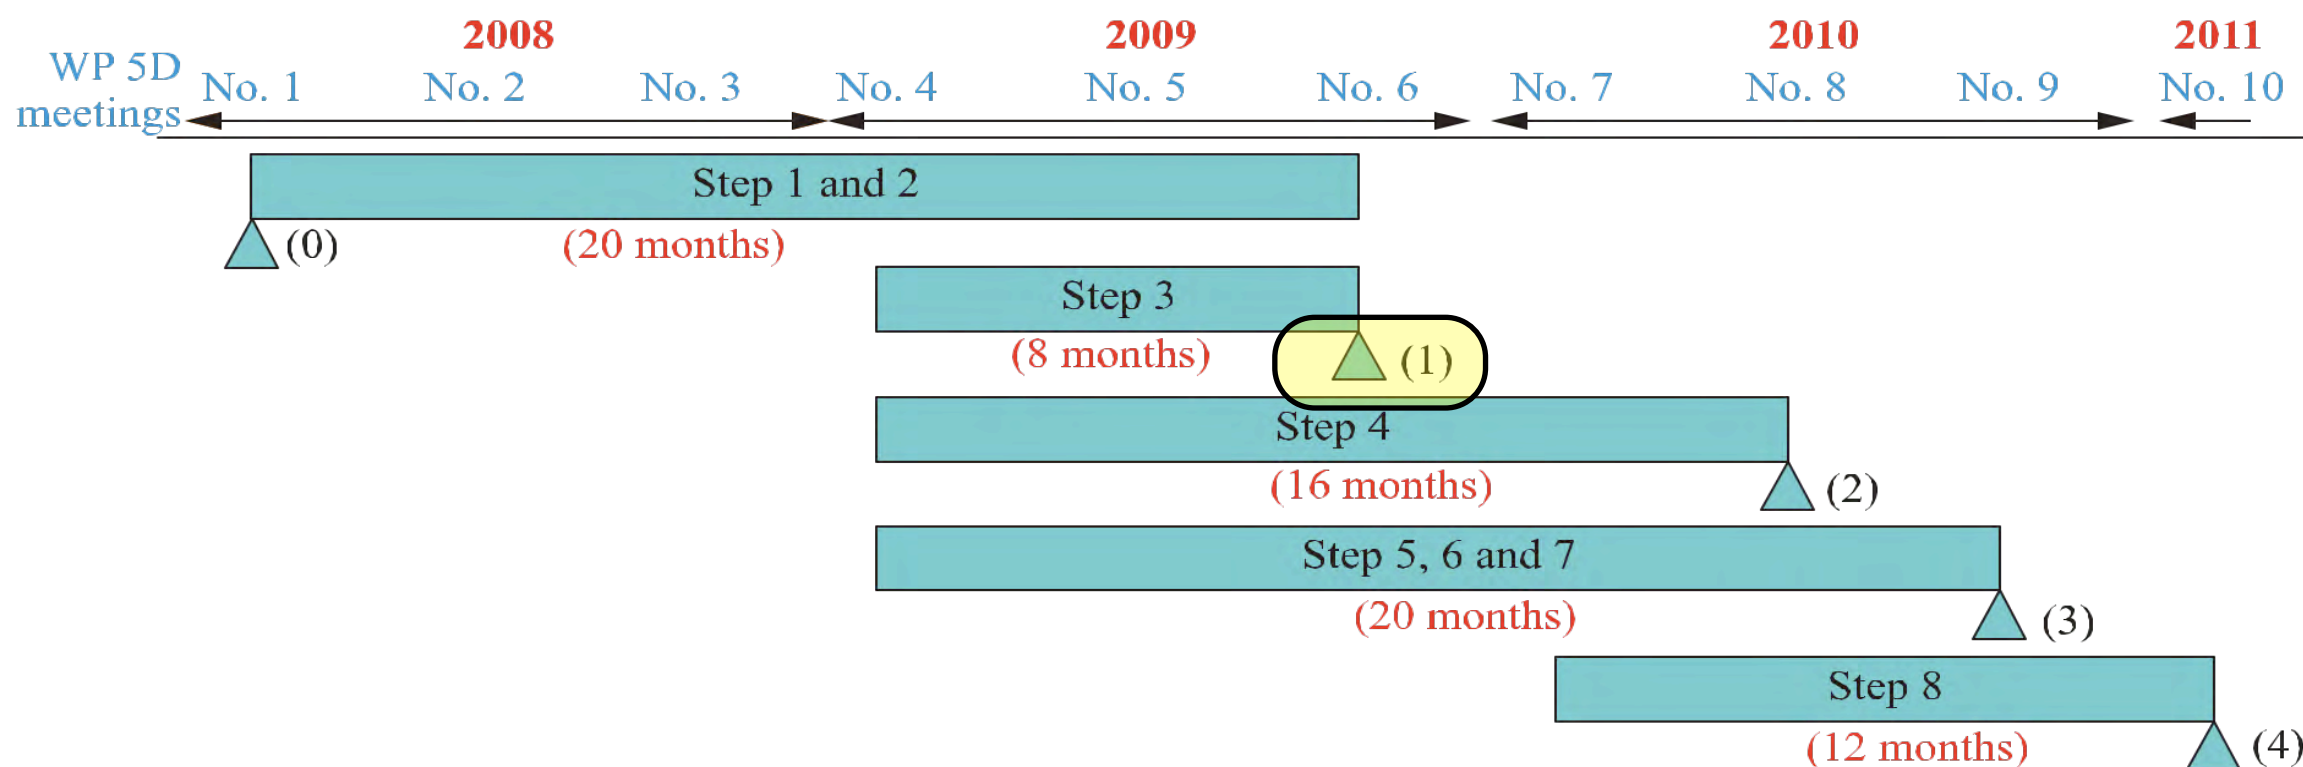 2008 2009 2010 2011
WP 5D
meetings
No. 1 No. 2 No. 3 No. 4 No. 5 No. 6 No. 7 No. 8 No. 9 No. 10
Step 1 and 2
(0)
(20 months)
Step 3
(8 months)
(1)
Step 4
(16 months)
(2)
Step 5, 6 and 7
(20 months)
(3)
Step 8
(12 months)
(4)